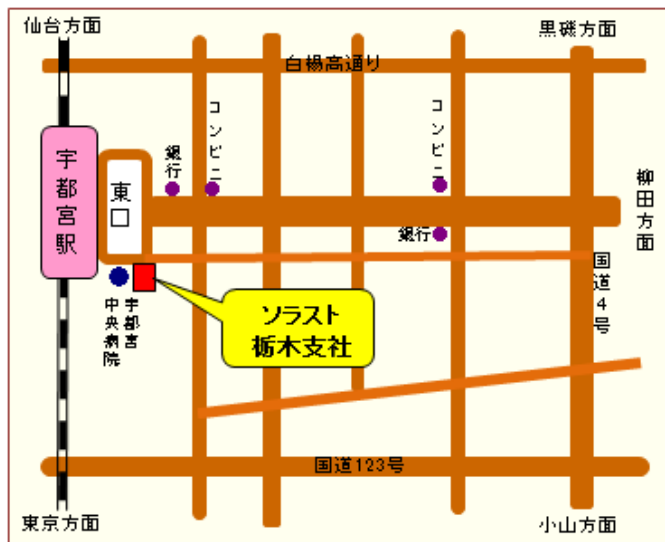 仙台方面
黒磯方面
白楊高通り
コンビニ
コンビニ
銀行
宇都宮駅
東口
柳田方面
銀行
国道4号
宇都宮
中央病院
ソラスト
栃木支社
国道123号
東京方面
小山方面